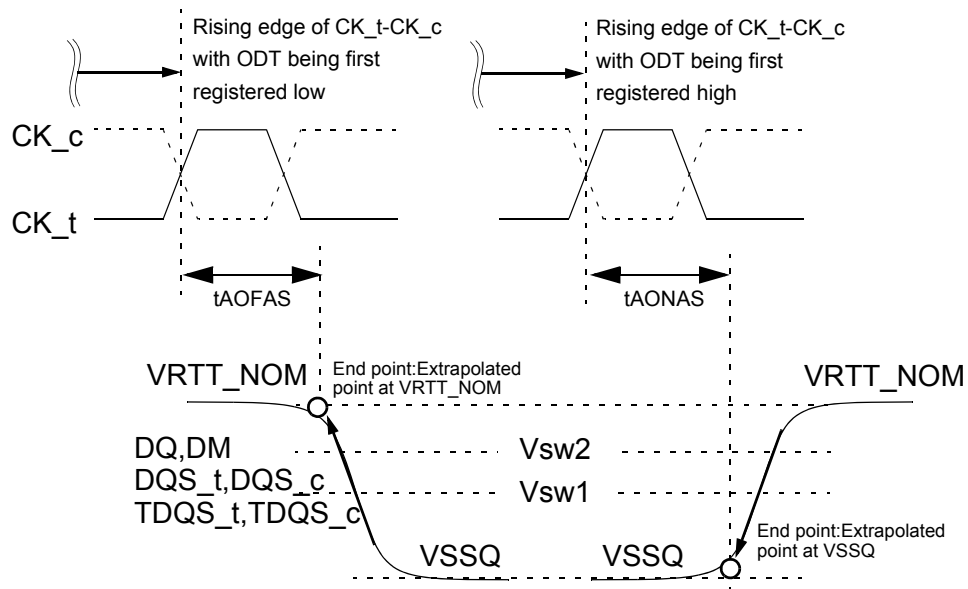 Rising edge of CK_t-CK_c
with ODT being first
registered low
Rising edge of CK_t-CK_c
with ODT being first
registered high
CK_c
CK_t
tAOFAS
tAONAS
VRTT_NOM
End point:Extrapolated
point at VRTT_NOM
VRTT_NOM
DQ,DM
DQS_t,DQS_c
TDQS_t,TDQS_c
Vsw2
Vsw1
VSSQ
VSSQ
End point:Extrapolated
point at VSSQ